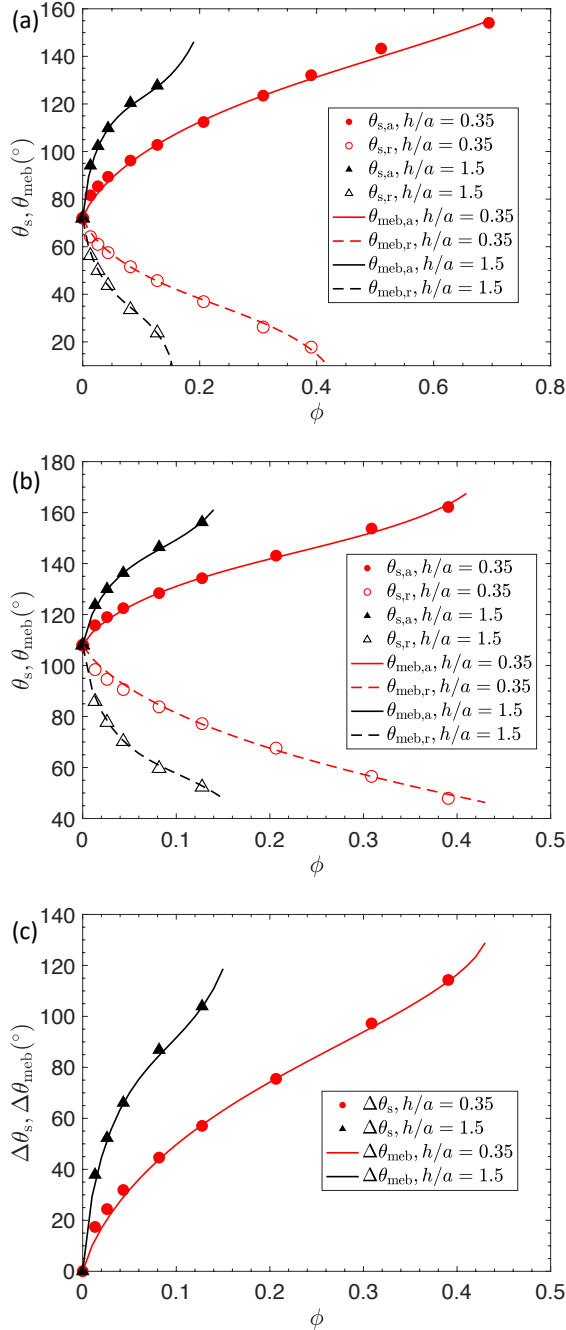 (a)
160
140
120
100
80
60
40
20
θs, θmeb(°)
θs,a, h/a = 0.35
θs,r, h/a = 0.35
θs,a, h/a = 1.5
θs,r, h/a = 1.5
θmeb,a, h/a = 0.35
θmeb,r, h/a = 0.35
θmeb,a, h/a = 1.5
θmeb,r, h/a = 1.5
0 0.2 0.4 0.6 0.8
ϕ
(b)
180
160
140
120
100
80
60
40
θs, θmeb(°)
θs,a, h/a = 0.35
θs,r, h/a = 0.35
θs,a, h/a = 1.5
θs,r, h/a = 1.5
θmeb,a, h/a = 0.35
θmeb,r, h/a = 0.35
θmeb,a, h/a = 1.5
θmeb,r, h/a = 1.5
0 0.1 0.2 0.3 0.4 0.5
ϕ
(c)
140
120
100
80
60
40
20
0
Δθs, Δθmeb(°)
Δθs, h/a = 0.35
Δθs, h/a = 1.5
Δθmeb, h/a = 0.35
Δθmeb, h/a = 1.5
0 0.1 0.2 0.3 0.4 0.5
ϕ